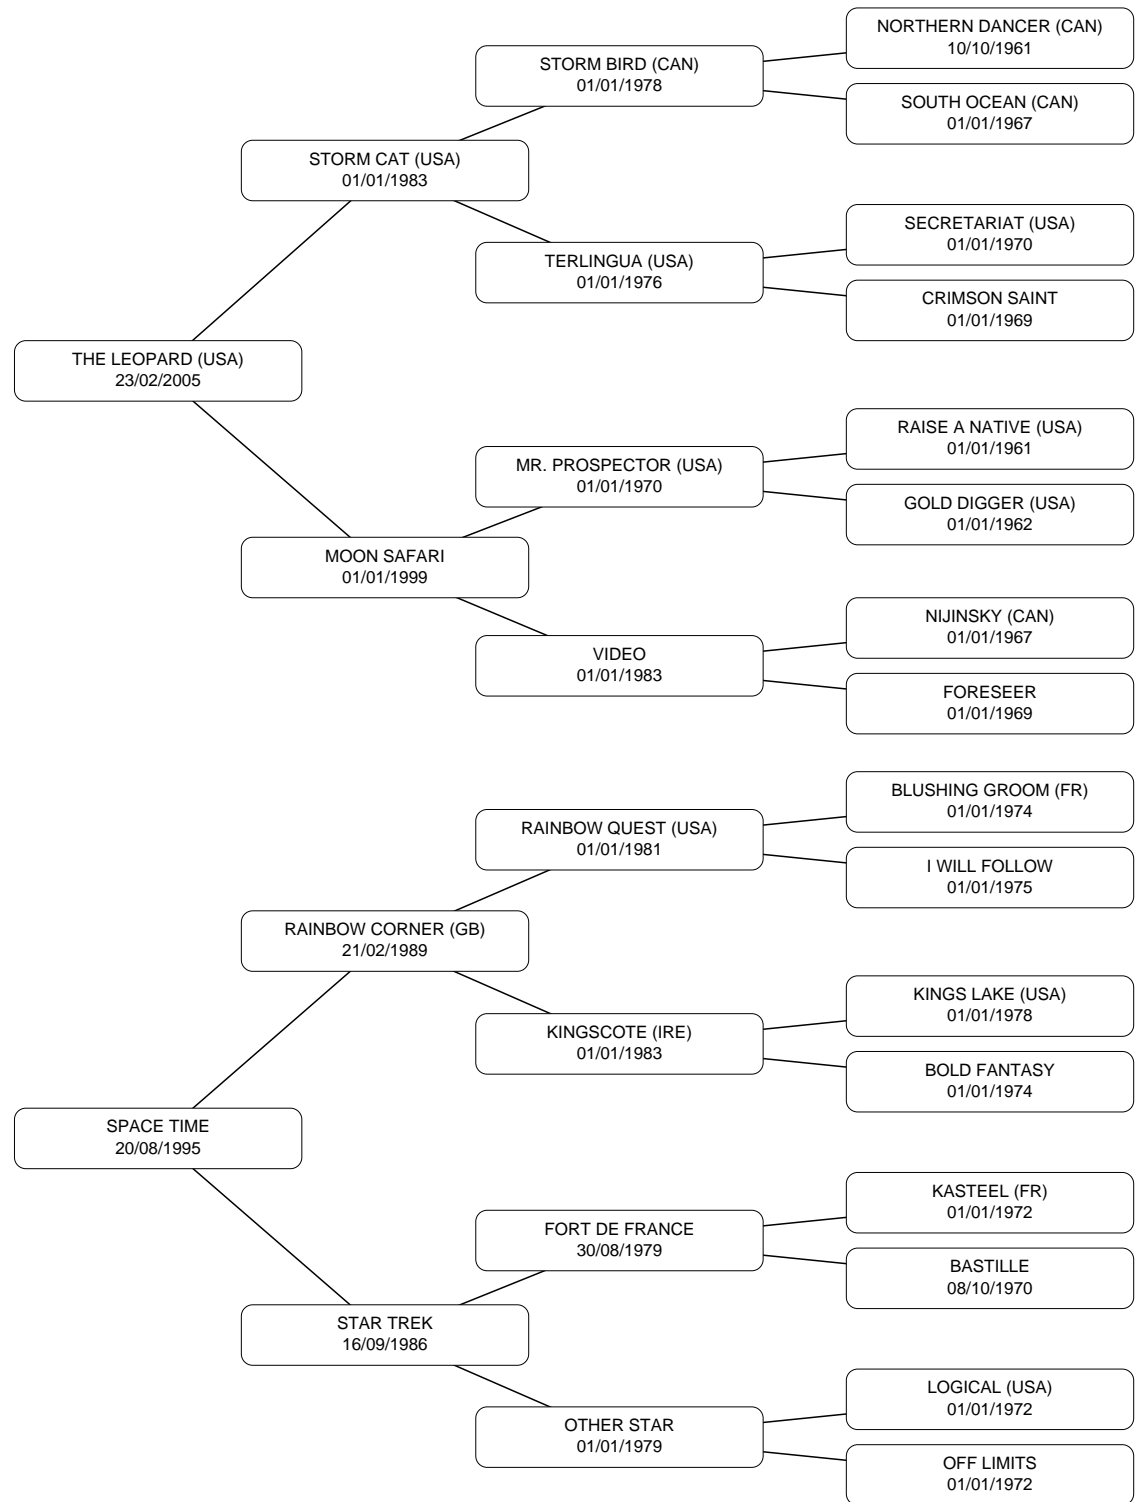 NORTHERN DANCER (CAN)
10/10/1961
STORM BIRD (CAN)
01/01/1978
SOUTH OCEAN (CAN)
01/01/1967
STORM CAT (USA)
01/01/1983
SECRETARIAT (USA)
01/01/1970
TERLINGUA (USA)
01/01/1976
CRIMSON SAINT
01/01/1969
THE LEOPARD (USA)
23/02/2005
RAISE A NATIVE (USA)
01/01/1961
MR. PROSPECTOR (USA)
01/01/1970
GOLD DIGGER (USA)
01/01/1962
MOON SAFARI
01/01/1999
NIJINSKY (CAN)
01/01/1967
VIDEO
01/01/1983
FORESEER
01/01/1969
BLUSHING GROOM (FR)
01/01/1974
RAINBOW QUEST (USA)
01/01/1981
I WILL FOLLOW
01/01/1975
RAINBOW CORNER (GB)
21/02/1989
KINGS LAKE (USA)
01/01/1978
KINGSCOTE (IRE)
01/01/1983
BOLD FANTASY
01/01/1974
SPACE TIME
20/08/1995
KASTEEL (FR)
01/01/1972
FORT DE FRANCE
30/08/1979
BASTILLE
08/10/1970
STAR TREK
16/09/1986
LOGICAL (USA)
01/01/1972
OTHER STAR
01/01/1979
OFF LIMITS
01/01/1972